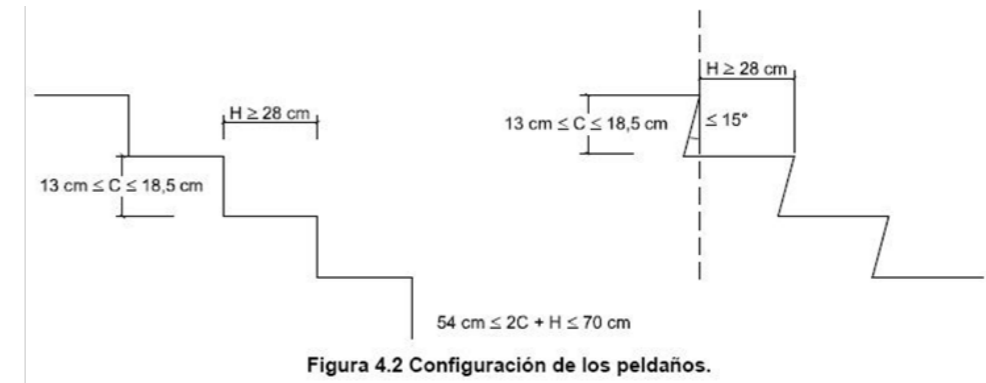 H ≥ 28 cm
13 cm ≤ C ≤ 18,5 cm
H ≥ 28 cm
13 cm ≤ C ≤ 18,5 cm
≤ 15°
54 cm ≤ 2C + H ≤ 70 cm
Figura 4.2 Configuración de los peldaños.